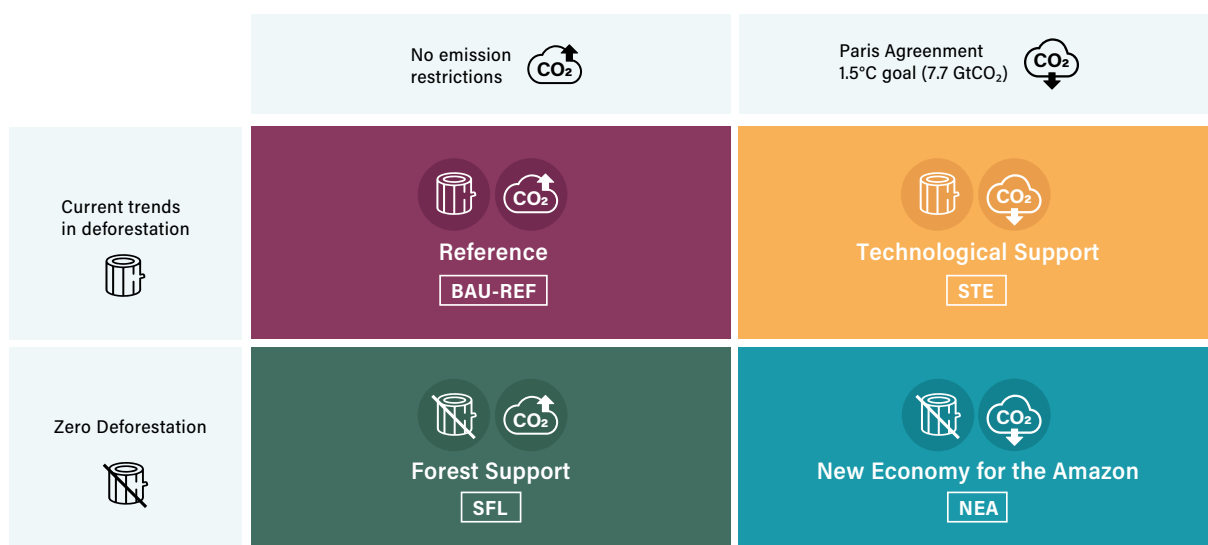 No emission
restrictions
CO₂
Paris Agreenment
1.5°C goal (7.7 GtCO₂)
CO₂
Current trends
in deforestation
CO₂
Reference
BAU-REF
CO₂
Technological Support
STE
Zero Deforestation
CO₂
Forest Support
SFL
CO₂
New Economy for the Amazon
NEA